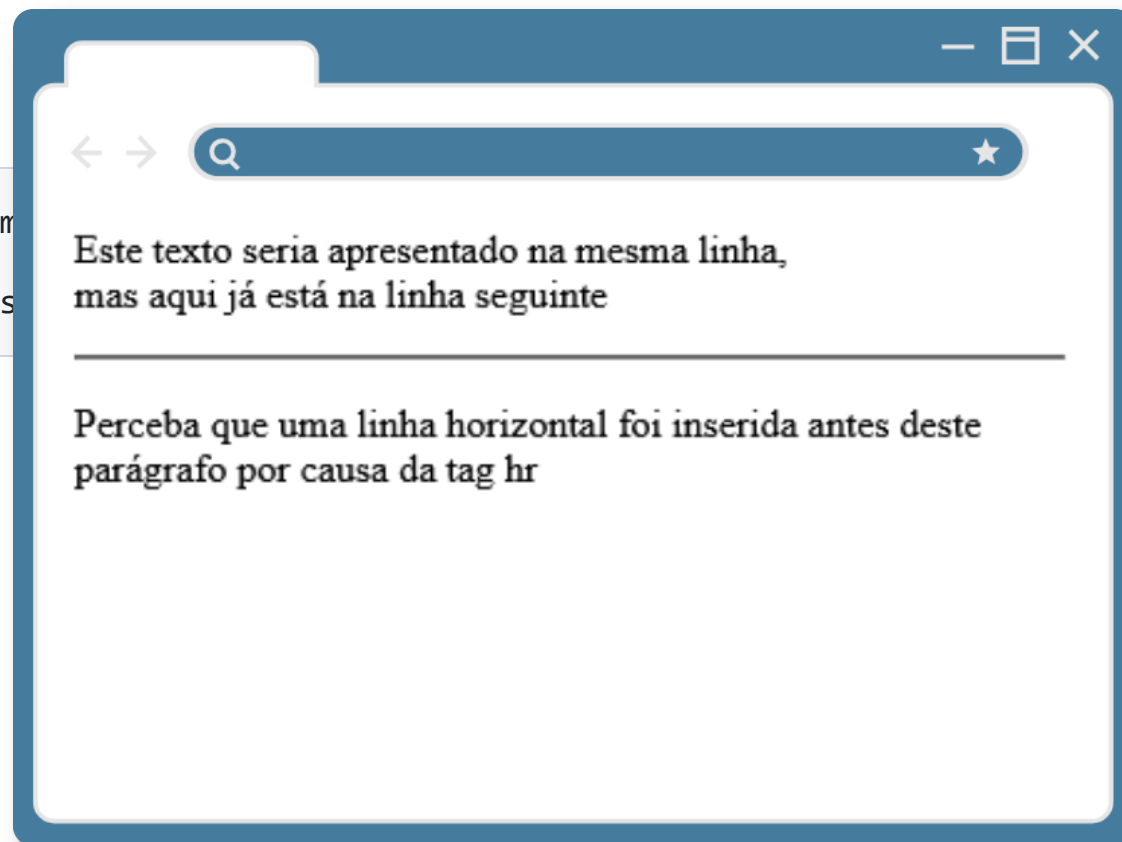 m
s
Este texto seria apresentado na mesma linha,
mas aqui já está na linha seguinte
Perceba que uma linha horizontal foi inserida antes deste
parágrafo por causa da tag hr